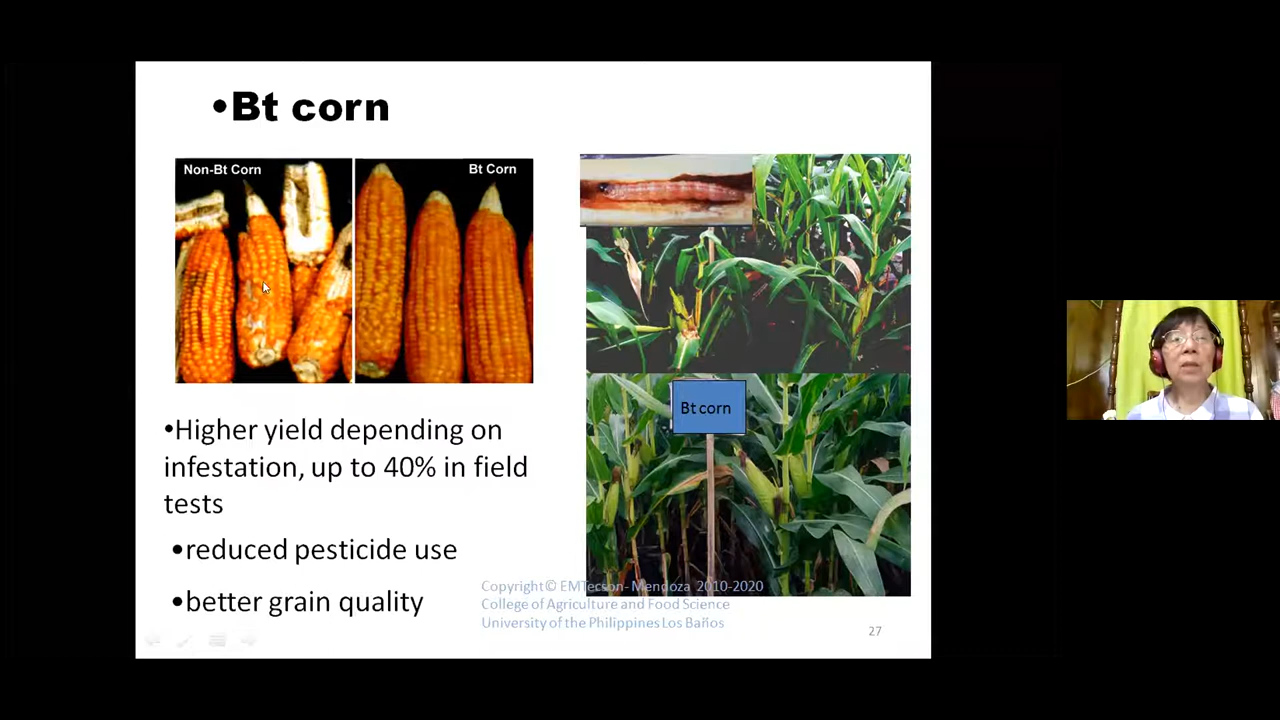 •Bt corn
Non-Bt Corn
Bt Corn
Bt corn
•Higher yield depending on
infestation, up to 40% in field
tests
•reduced pesticide use
•better grain quality
Copyright© EMTecson- Mendoza 2010-2020
College of Agriculture and Food Science
University of the Philippines Los Baños
27